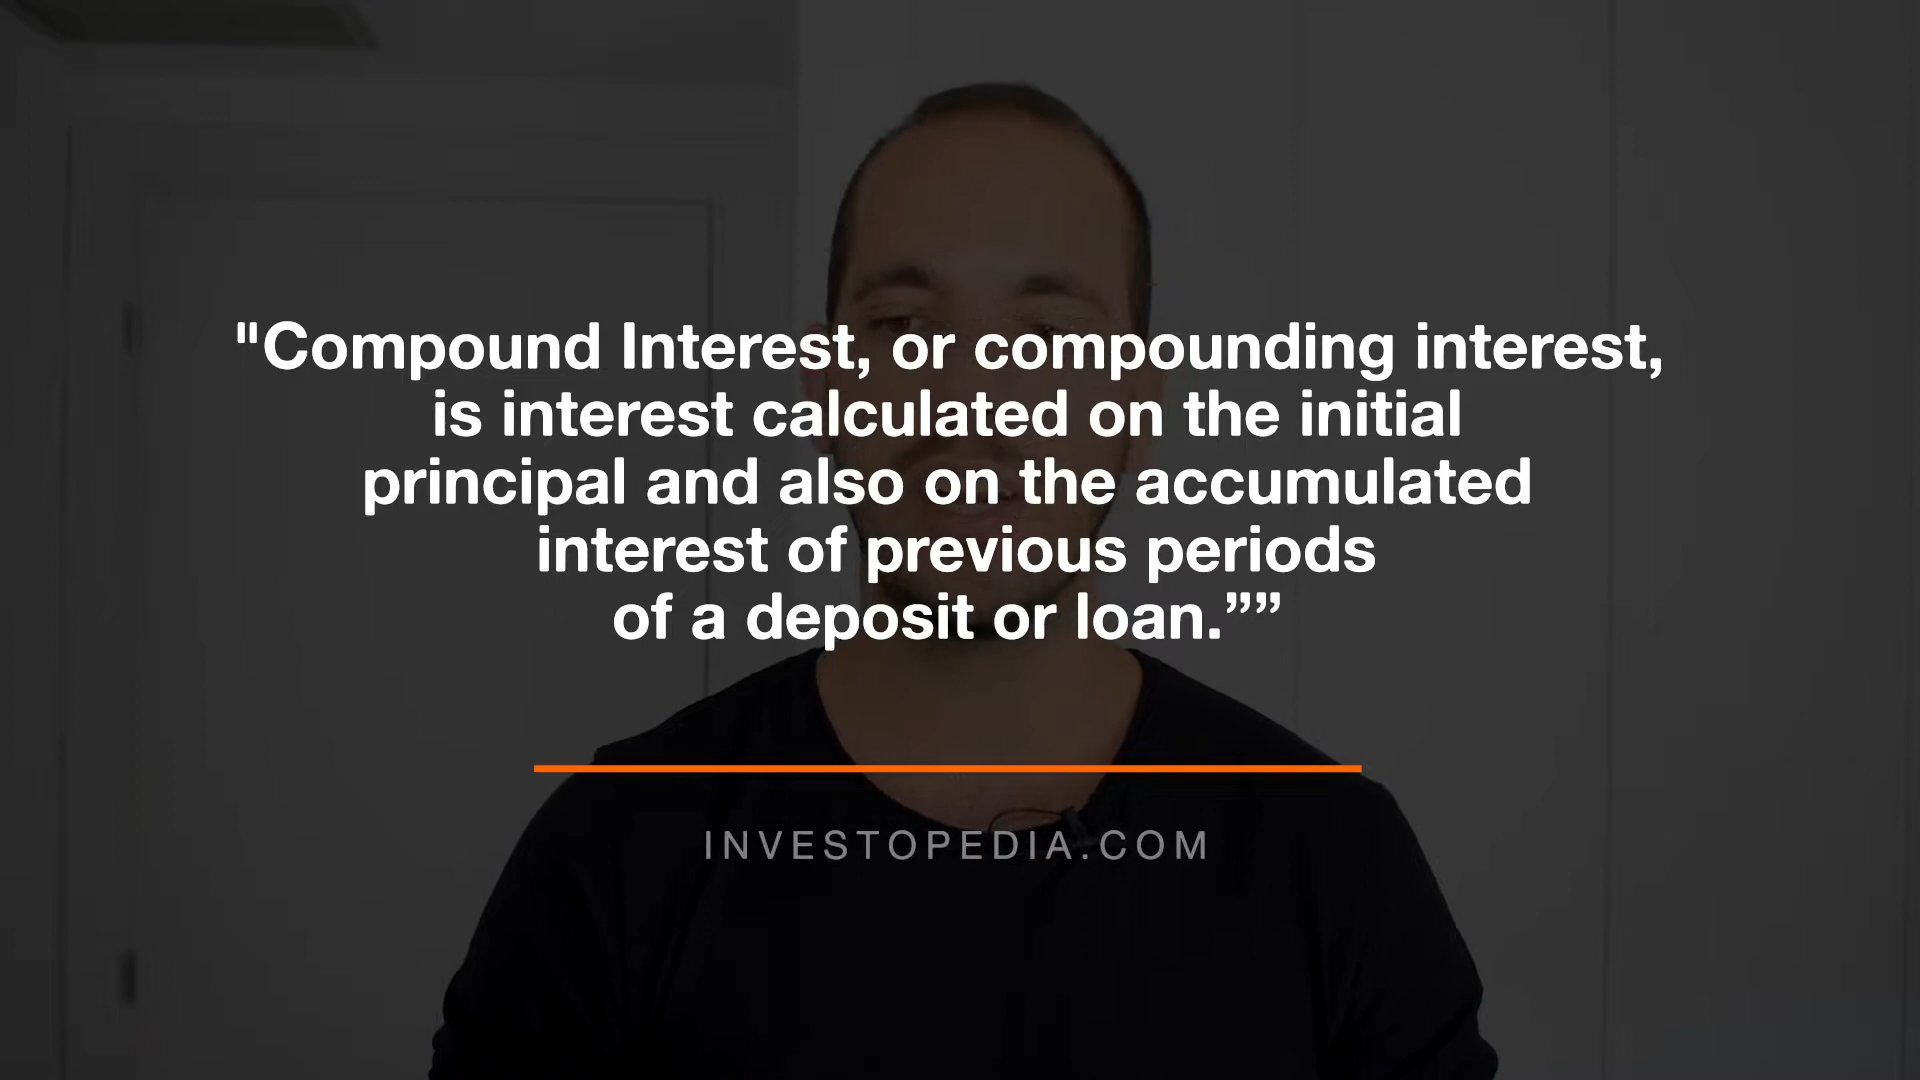 "Compound Interest, or compounding interest,
is interest calculated on the initial
principal and also on the accumulated
interest of previous periods
of a deposit or loan.””
INVESTOPEDIA.COM